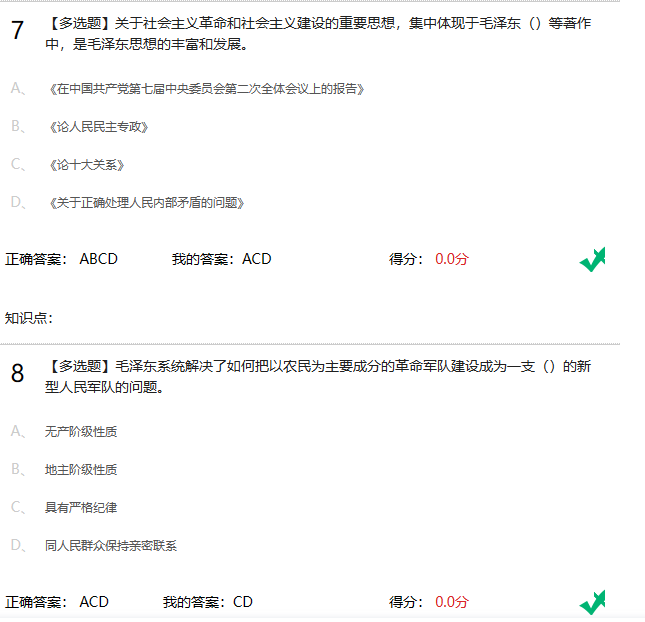 7 【多选题】关于社会主义革命和社会主义建设的重要思想，集中体现于毛泽东（）等著作
中，是毛泽东思想的丰富和发展。
A、 《在中国共产党第七届中央委员会第二次全体会议上的报告》
B、 《论人民民主专政》
C、 《论十大关系》
D、 《关于正确处理人民内部矛盾的问题》
正确答案： ABCD 我的答案：ACD 得分： 0.0分
知识点：
8 【多选题】毛泽东系统解决了如何把以农民为主要成分的革命军队建设成为一支（）的新
型人民军队的问题。
A、 无产阶级性质
B、 地主阶级性质
C、 具有严格纪律
D、 同人民群众保持亲密联系
正确答案： ACD 我的答案：CD 得分： 0.0分